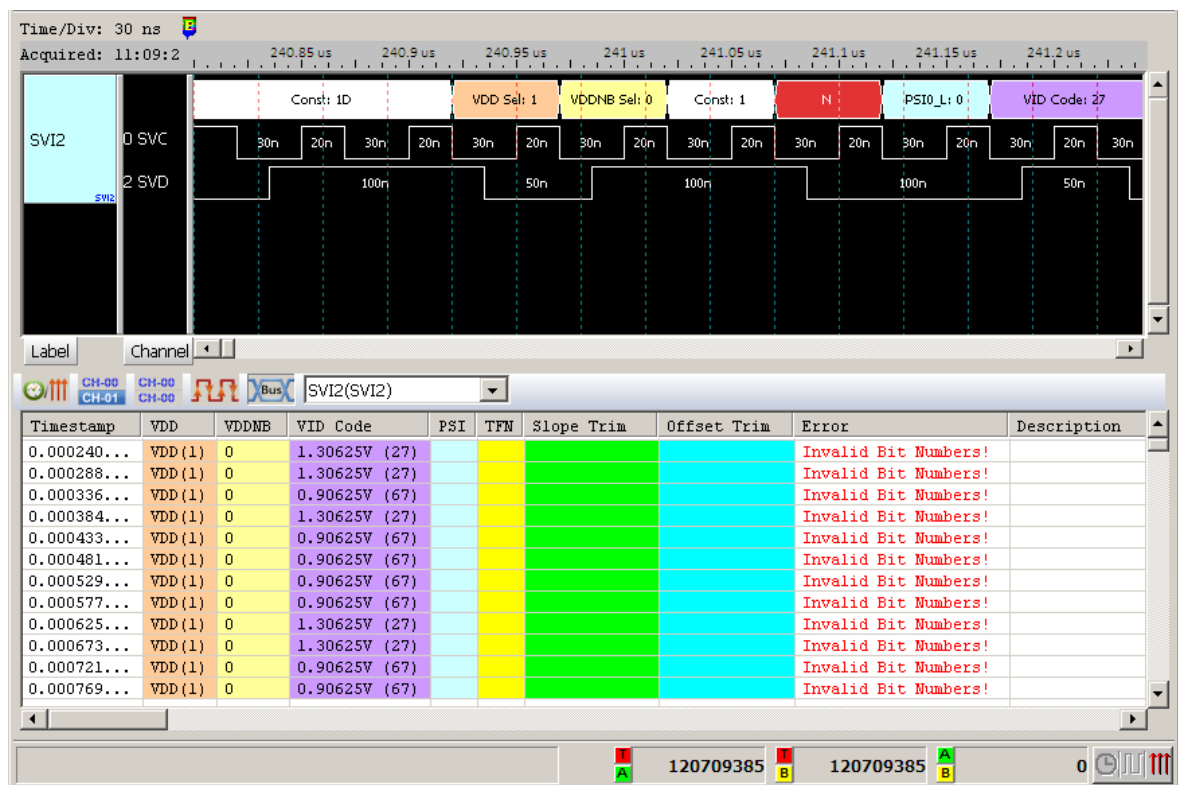 Time/Div: 30 ns
Acquired: 11:09:2 240.85 us 240.9 us 240.95 us 241 us 241.05 us 241.1 us 241.15 us 241.2 us
Const: 1D VDD Sel: 1 VDDNB Sel: 0 Const: 1 N PSI0_L: 0 VID Code: 27
SVI2 0 SVC 30n 20n 30n 20n 30n 20n 30n 20n 30n 20n 30n 20n 30n 20n 30n 20n 30n
2 SVD 100n 50n 100n 100n 50n
SVI2
Label Channel
CH-00 CH-00
CH-01 CH-00 Bus SVI2(SVI2)
Timestamp VDD VDDNB VID Code PSI TFN Slope Trim Offset Trim Error Description
0.000240... VDD(1) 0 1.30625V (27) Invalid Bit Numbers!
0.000288... VDD(1) 0 1.30625V (27) Invalid Bit Numbers!
0.000336... VDD(1) 0 0.90625V (67) Invalid Bit Numbers!
0.000384... VDD(1) 0 1.30625V (27) Invalid Bit Numbers!
0.000433... VDD(1) 0 0.90625V (67) Invalid Bit Numbers!
0.000481... VDD(1) 0 0.90625V (67) Invalid Bit Numbers!
0.000529... VDD(1) 0 0.90625V (67) Invalid Bit Numbers!
0.000577... VDD(1) 0 0.90625V (67) Invalid Bit Numbers!
0.000625... VDD(1) 0 1.30625V (27) Invalid Bit Numbers!
0.000673... VDD(1) 0 1.30625V (27) Invalid Bit Numbers!
0.000721... VDD(1) 0 0.90625V (67) Invalid Bit Numbers!
0.000769... VDD(1) 0 0.90625V (67) Invalid Bit Numbers!
T A 120709385 T B 120709385 A B 0